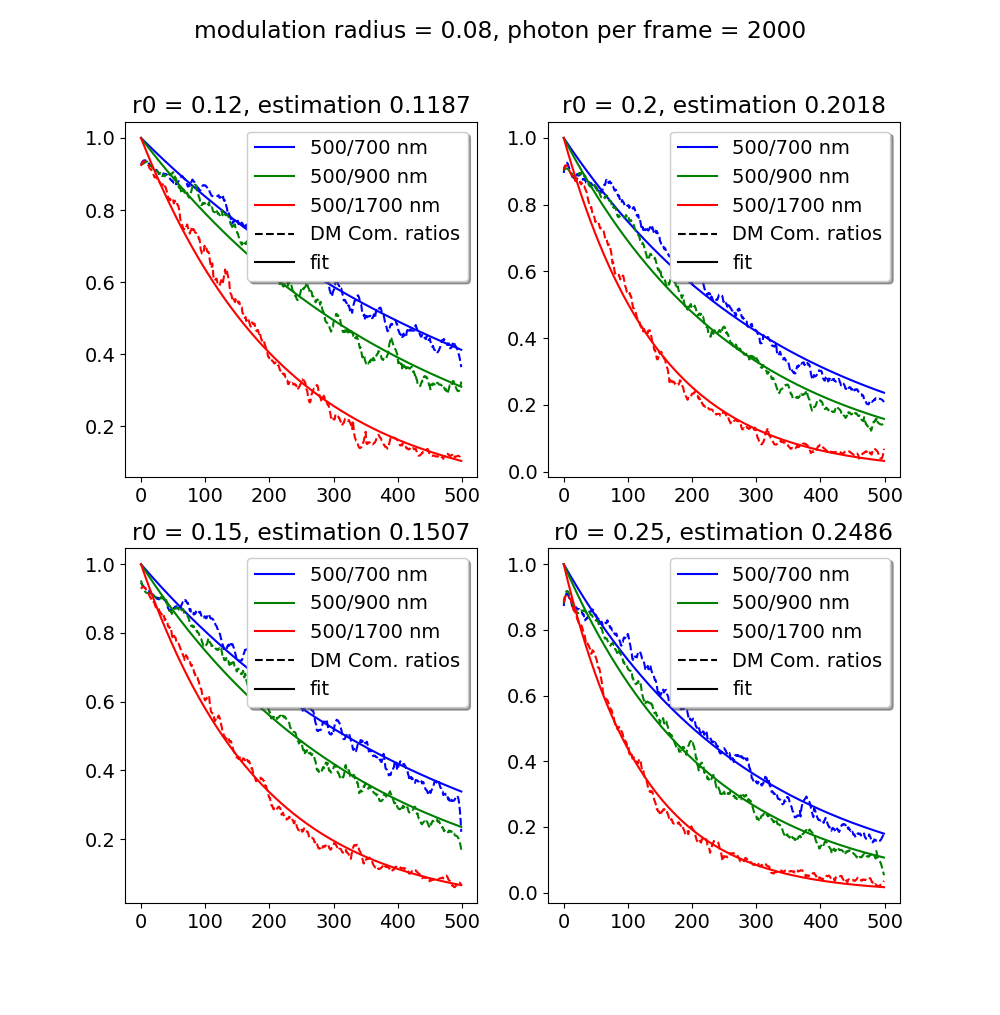 modulation radius = 0.08, photon per frame = 2000
r0 = 0.12, estimation 0.1187
1.0
0.8
0.6
0.4
0.2
0 100 200 300 400 500
500/700 nm
500/900 nm
500/1700 nm
DM Com. ratios
fit
r0 = 0.2, estimation 0.2018
1.0
0.8
0.6
0.4
0.2
0.0
0 100 200 300 400 500
500/700 nm
500/900 nm
500/1700 nm
DM Com. ratios
fit
r0 = 0.15, estimation 0.1507
1.0
0.8
0.6
0.4
0.2
0 100 200 300 400 500
500/700 nm
500/900 nm
500/1700 nm
DM Com. ratios
fit
r0 = 0.25, estimation 0.2486
1.0
0.8
0.6
0.4
0.2
0.0
0 100 200 300 400 500
500/700 nm
500/900 nm
500/1700 nm
DM Com. ratios
fit